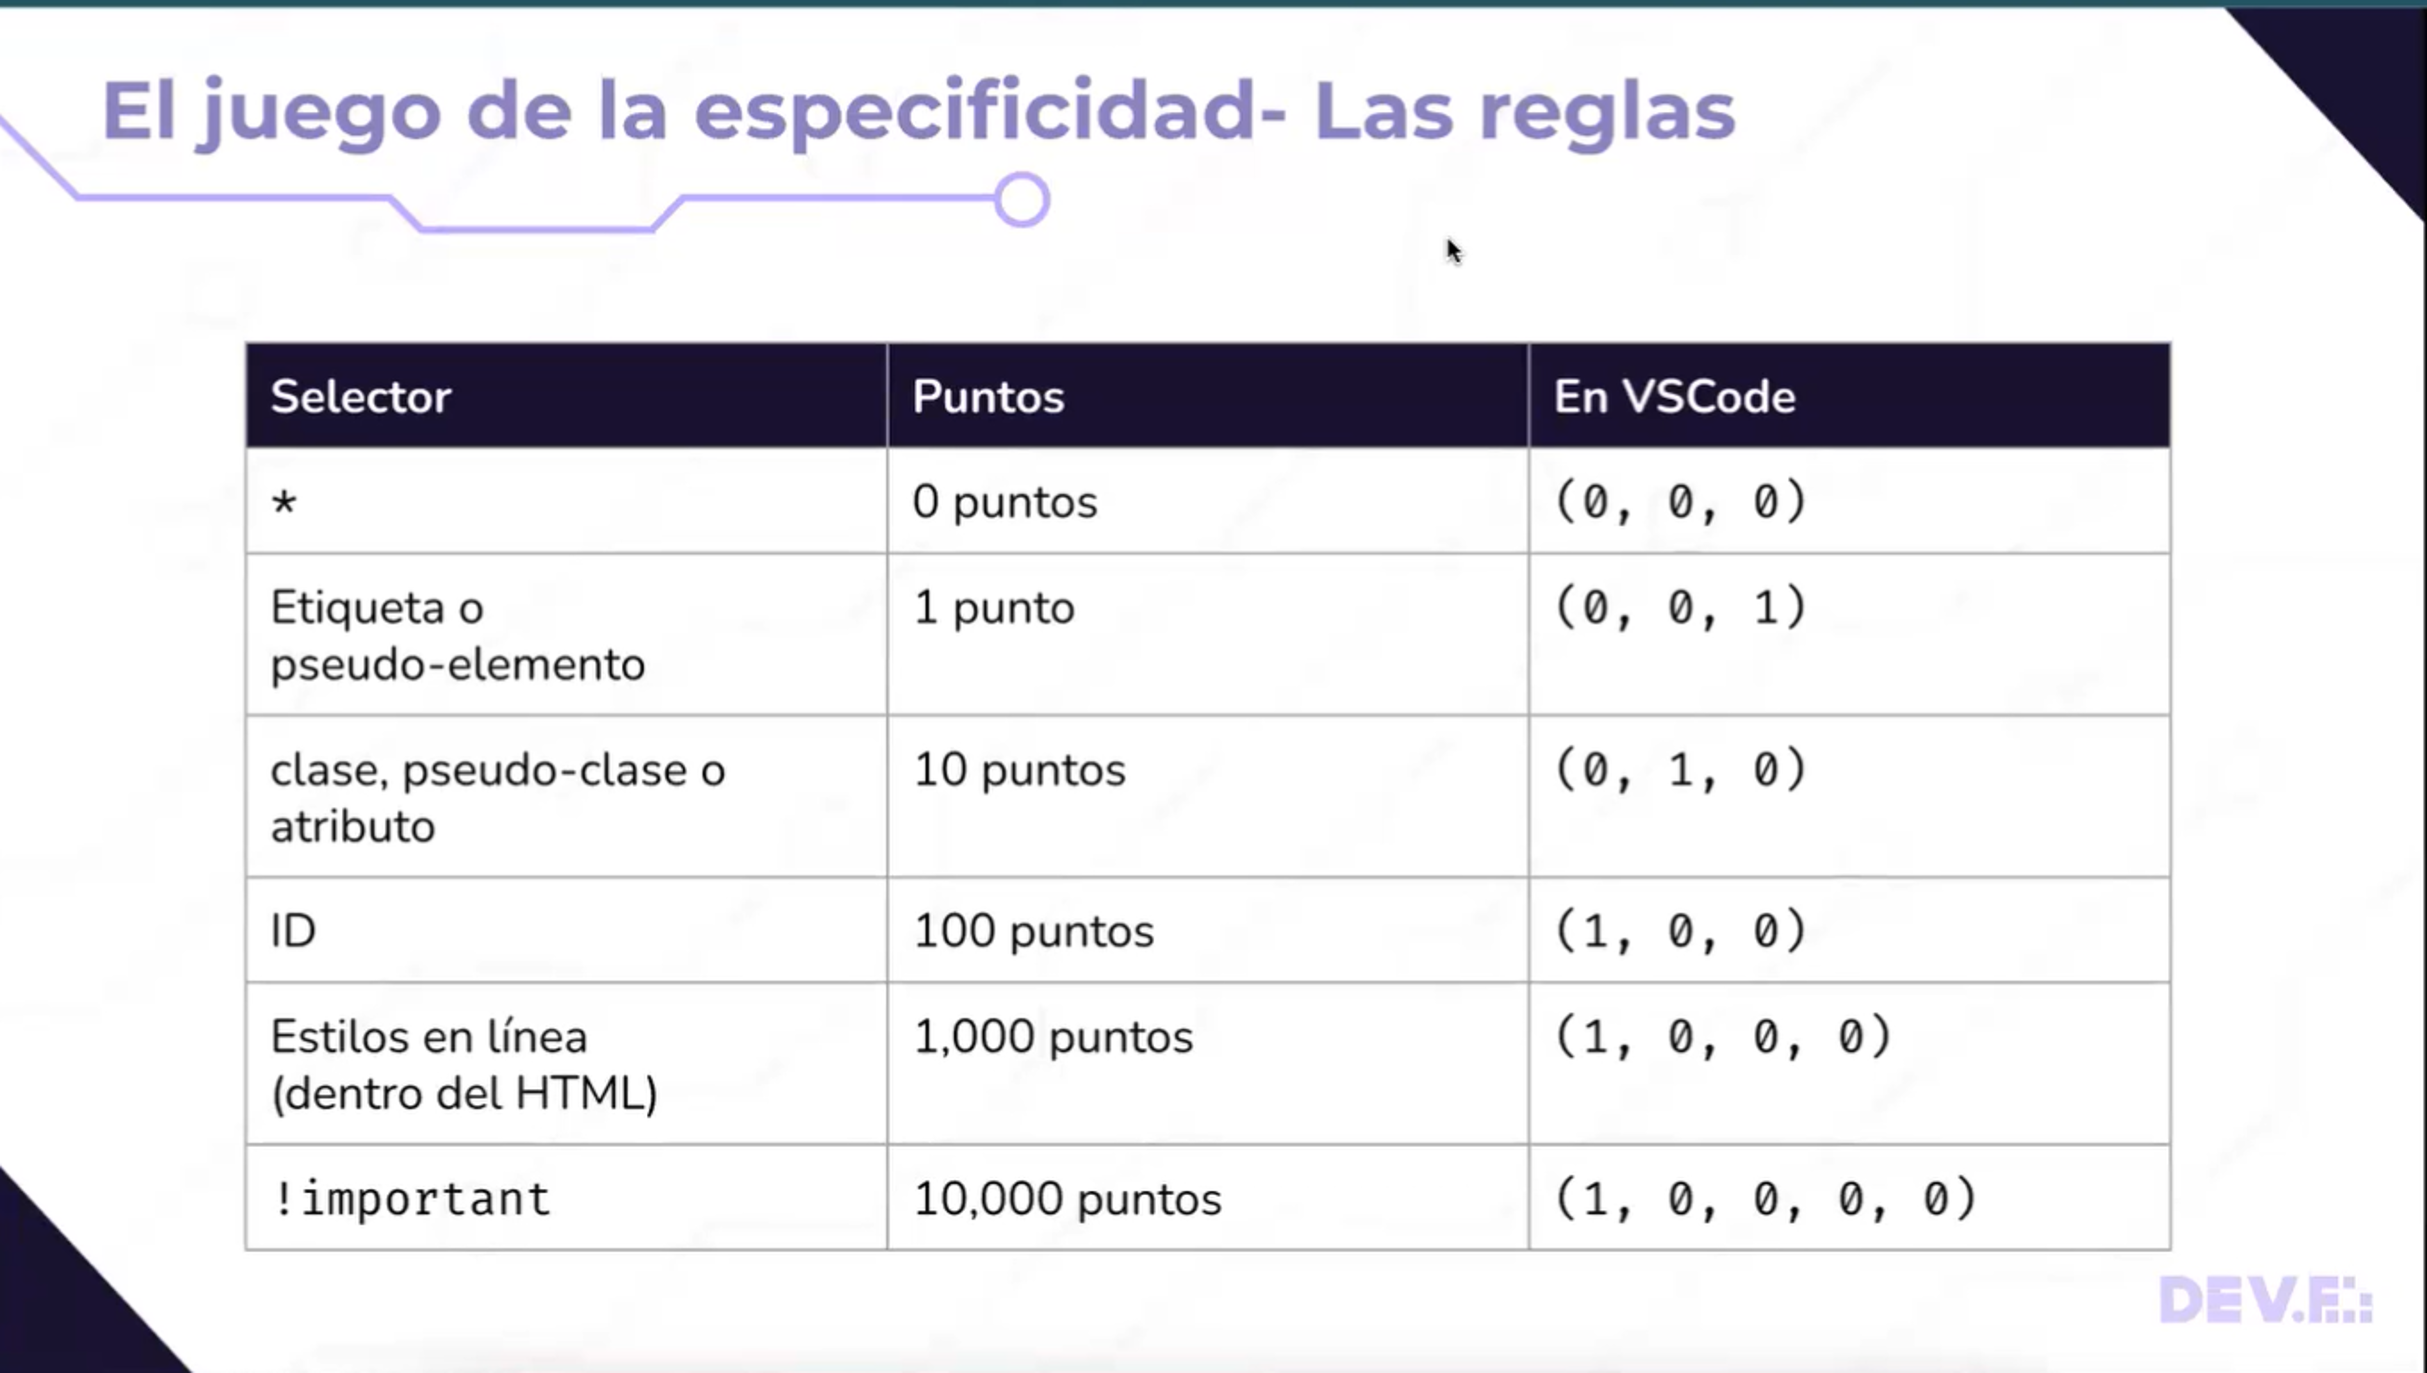 El juego de la especificidad- Las reglas
Selector Puntos En VSCode
* 0 puntos (0, 0, 0)
Etiqueta o 1 punto (0, 0, 1)
pseudo-elemento
clase, pseudo-clase o 10 puntos (0, 1, 0)
atributo
ID 100 puntos (1, 0, 0)
Estilos en línea 1,000 puntos (1, 0, 0, 0)
(dentro del HTML)
!important 10,000 puntos (1, 0, 0, 0, 0)
DEV.F.: